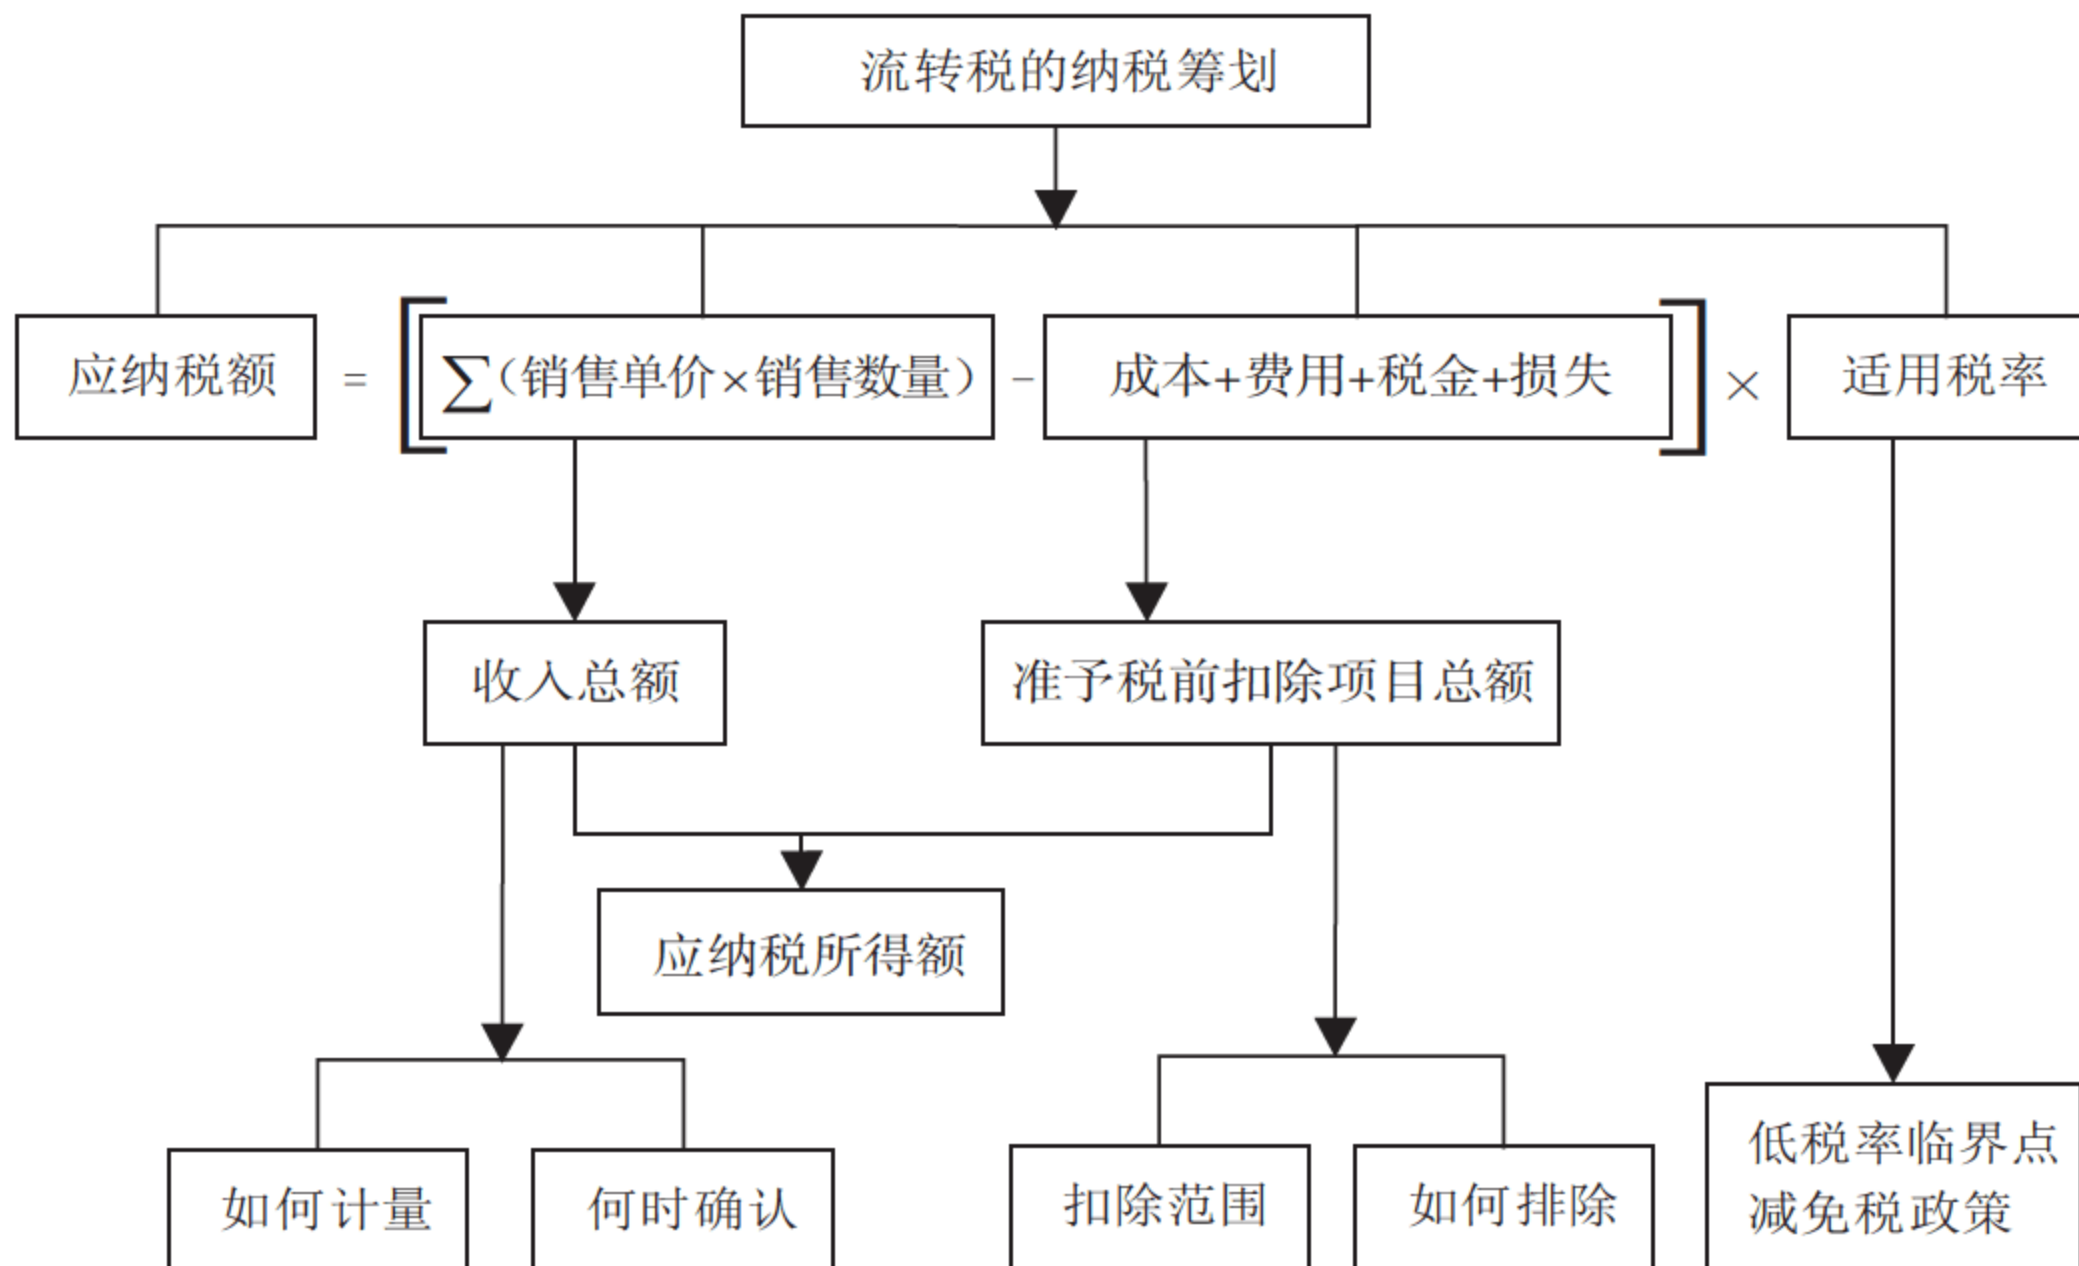 流转税的纳税筹划
应纳税额 = [ ∑(销售单价×销售数量) − 成本+费用+税金+损失 ] × 适用税率
收入总额
准予税前扣除项目总额
应纳税所得额
如何计量
何时确认
扣除范围
如何排除
低税率临界点
减免税政策